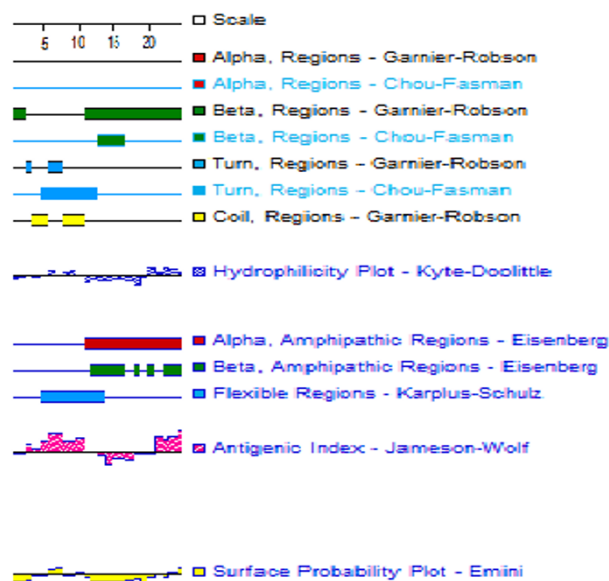 Scale
5 10 15 20
Alpha, Regions - Garnier-Robson
Alpha, Regions - Chou-Fasman
Beta, Regions - Garnier-Robson
Beta, Regions - Chou-Fasman
Turn, Regions - Garnier-Robson
Turn, Regions - Chou-Fasman
Coil, Regions - Garnier-Robson
Hydrophilicity Plot - Kyte-Doolittle
Alpha, Amphipathic Regions - Eisenberg
Beta, Amphipathic Regions - Eisenberg
Flexible Regions - Karplus-Schulz
Antigenic Index - Jameson-Wolf
Surface Probability Plot - Emini